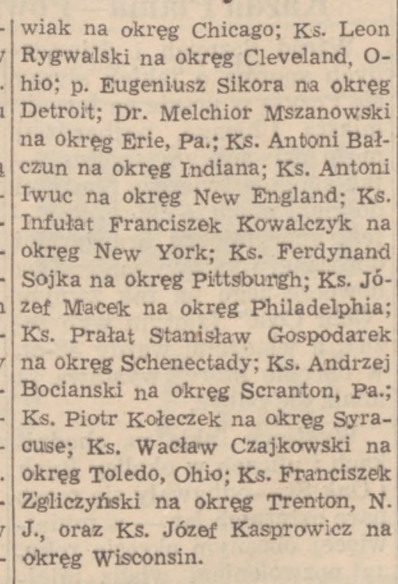 wiak na okręg Chicago; Ks. Leon
Rygwalski na okręg Cleveland, O-
hio; p. Eugeniusz Sikora na okręg
Detroit; Dr. Melchior Mszanowski
na okręg Erie, Pa.; Ks. Antoni Bał-
czun na okręg Indiana; Ks. Antoni
Iwuc na okręg New England; Ks.
Infułat Franciszek Kowalczyk na
okręg New York; Ks. Ferdynand
Sojka na okręg Pittsburgh; Ks. Jó-
zef Macek na okręg Philadelphia;
Ks. Prałat Stanisław Gospodarek
na okręg Schenectady; Ks. Andrzej
Bocianski na okręg Scranton, Pa.;
Ks. Piotr Kołeczek na okręg Syra-
cuse; Ks. Wacław Czajkowski na
okręg Toledo, Ohio; Ks. Franciszek
Zgliczyński na okręg Trenton, N.
J., oraz Ks. Józef Kasprowicz na
okręg Wisconsin.